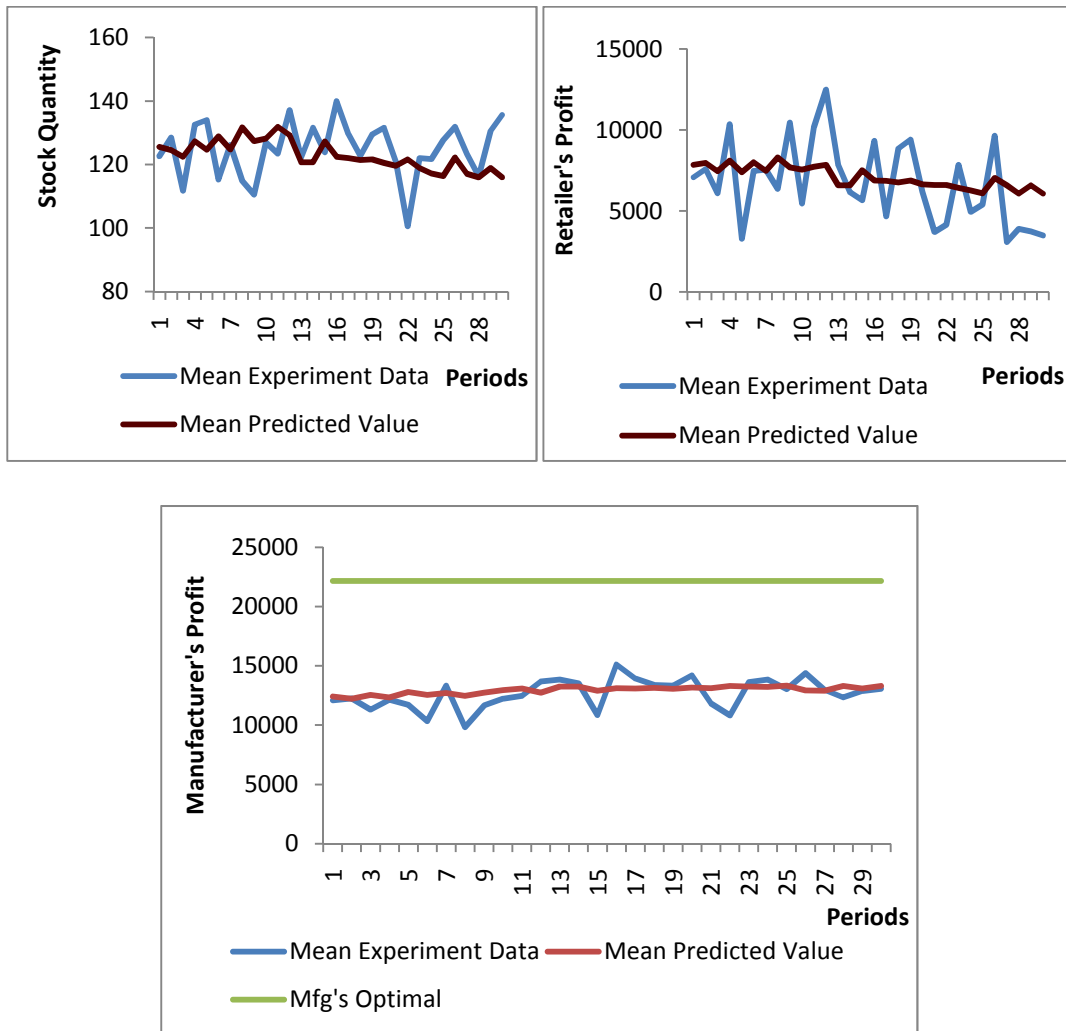 160
140
120
100
80
Stock Quantity
1 4 7 10 13 16 19 22 25 28
Mean Experiment Data Periods
Mean Predicted Value
15000
10000
5000
0
Retailer's Profit
1 4 7 10 13 16 19 22 25 28
Mean Experiment Data Periods
Mean Predicted Value
25000
20000
15000
10000
5000
0
Manufacturer's Profit
1 3 5 7 9 11 13 15 17 19 21 23 25 27 29
Periods
Mean Experiment Data Mean Predicted Value
Mfg's Optimal